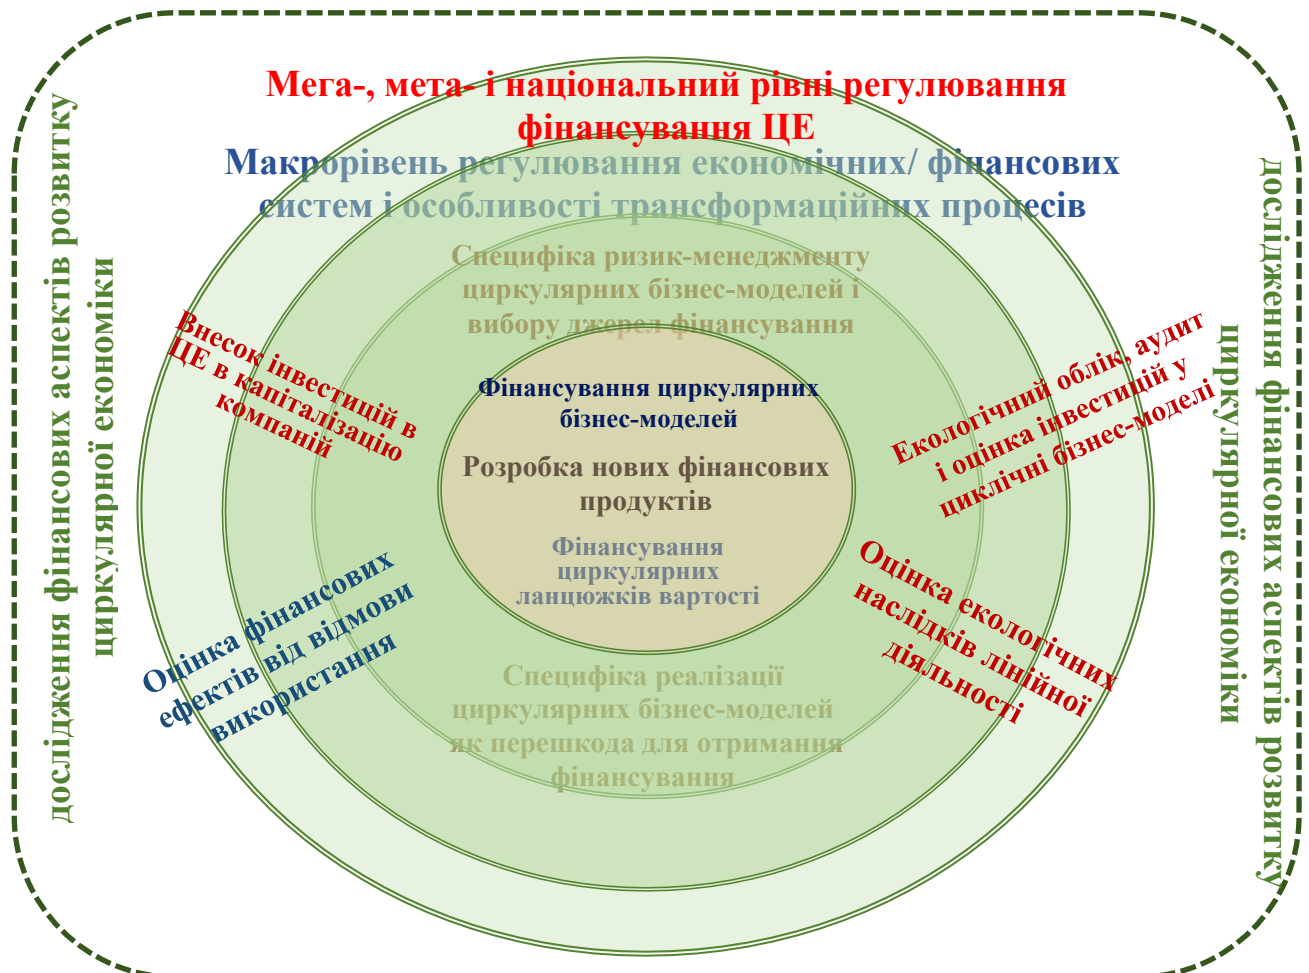 Мега-, мета- і національний рівні регулювання
фінансування ЦЕ
Макрорівень регулювання економічних/ фінансових
систем і особливості трансформаційних процесів
Специфіка ризик-менеджменту
циркулярних бізнес-моделей і
вибору джерел фінансування
дослідження фінансових аспектів розвитку
циркулярної економіки
Внесок інвестицій в
ЦЕ в капіталізацію
компаній
Фінансування циркулярних
бізнес-моделей
Розробка нових фінансових
продуктів
Фінансування
циркулярних
ланцюжків вартості
Екологічний облік, аудит
і оцінка інвестицій у
циклічні бізнес-моделі
дослідження фінансових аспектів розвитку
циркулярної економіки
Оцінка фінансових
ефектів від відмови
використання
Оцінка екологічних
наслідків лінійної
діяльності
Специфіка реалізації
циркулярних бізнес-моделей
як перешкода для отримання
фінансування